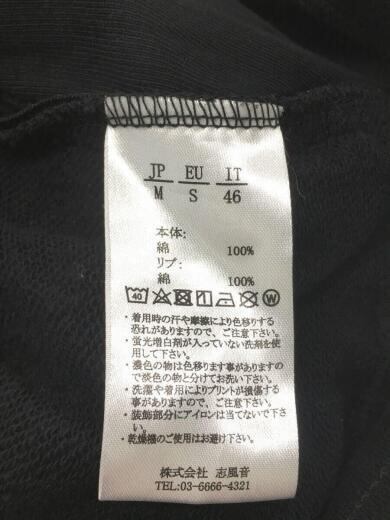 JP EU IT
M S 46
本体:
綿 100%
リブ:
綿 100%
40
・着用時の汗や摩擦により色移りする
恐れがありますので、ご注意下さい。
・蛍光増白剤が入っていない洗剤を使
用して下さい。
・濃色の物は色移りします事があります
ので淡色の物と分けてお洗い下さい。
・洗濯や着用によりプリントが損傷する
事がありますので、ご注意下さい。
・装飾部分にアイロンは当てないで下さ
い。
・乾燥機のご使用はお避け下さい。
株式会社 志風音
TEL:03-6666-4321